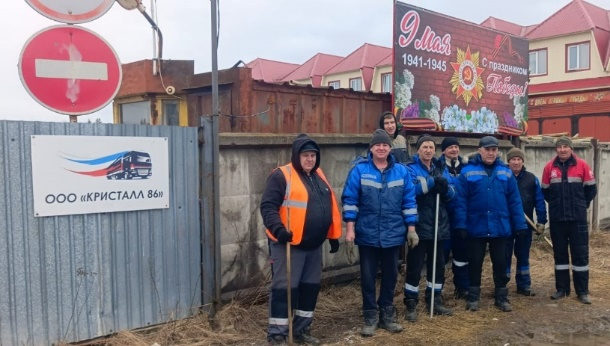 ООО «КРИСТАЛЛ 86»
9 Мая
1941-1945
С праздником
Победы!